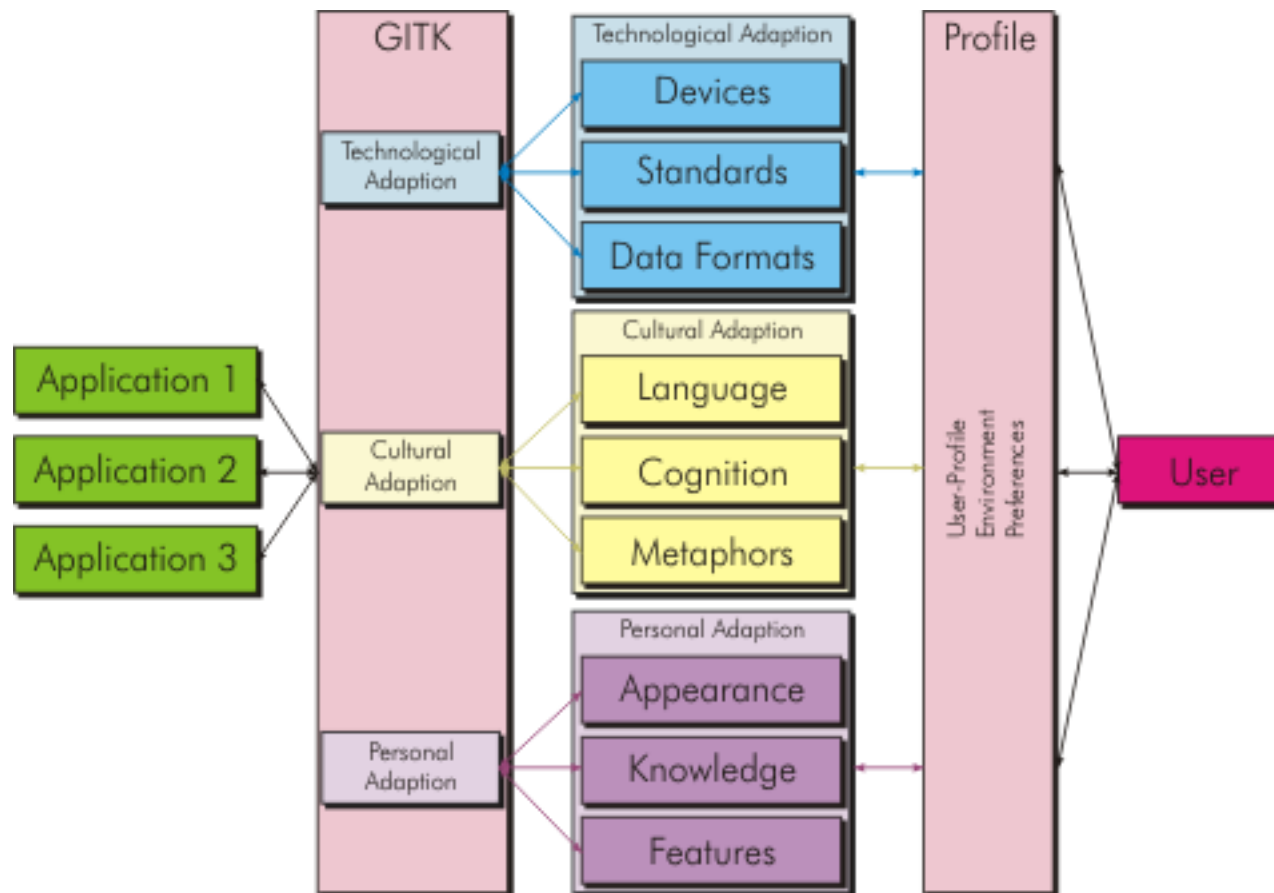 GITK
Technological
Adaption
Cultural
Adaption
Personal
Adaption
Application 1
Application 2
Application 3
Technological Adaption
Devices
Standards
Data Formats
Cultural Adaption
Language
Cognition
Metaphors
Personal Adaption
Appearance
Knowledge
Features
Profile
User-Profile
Environment
Preferences
User